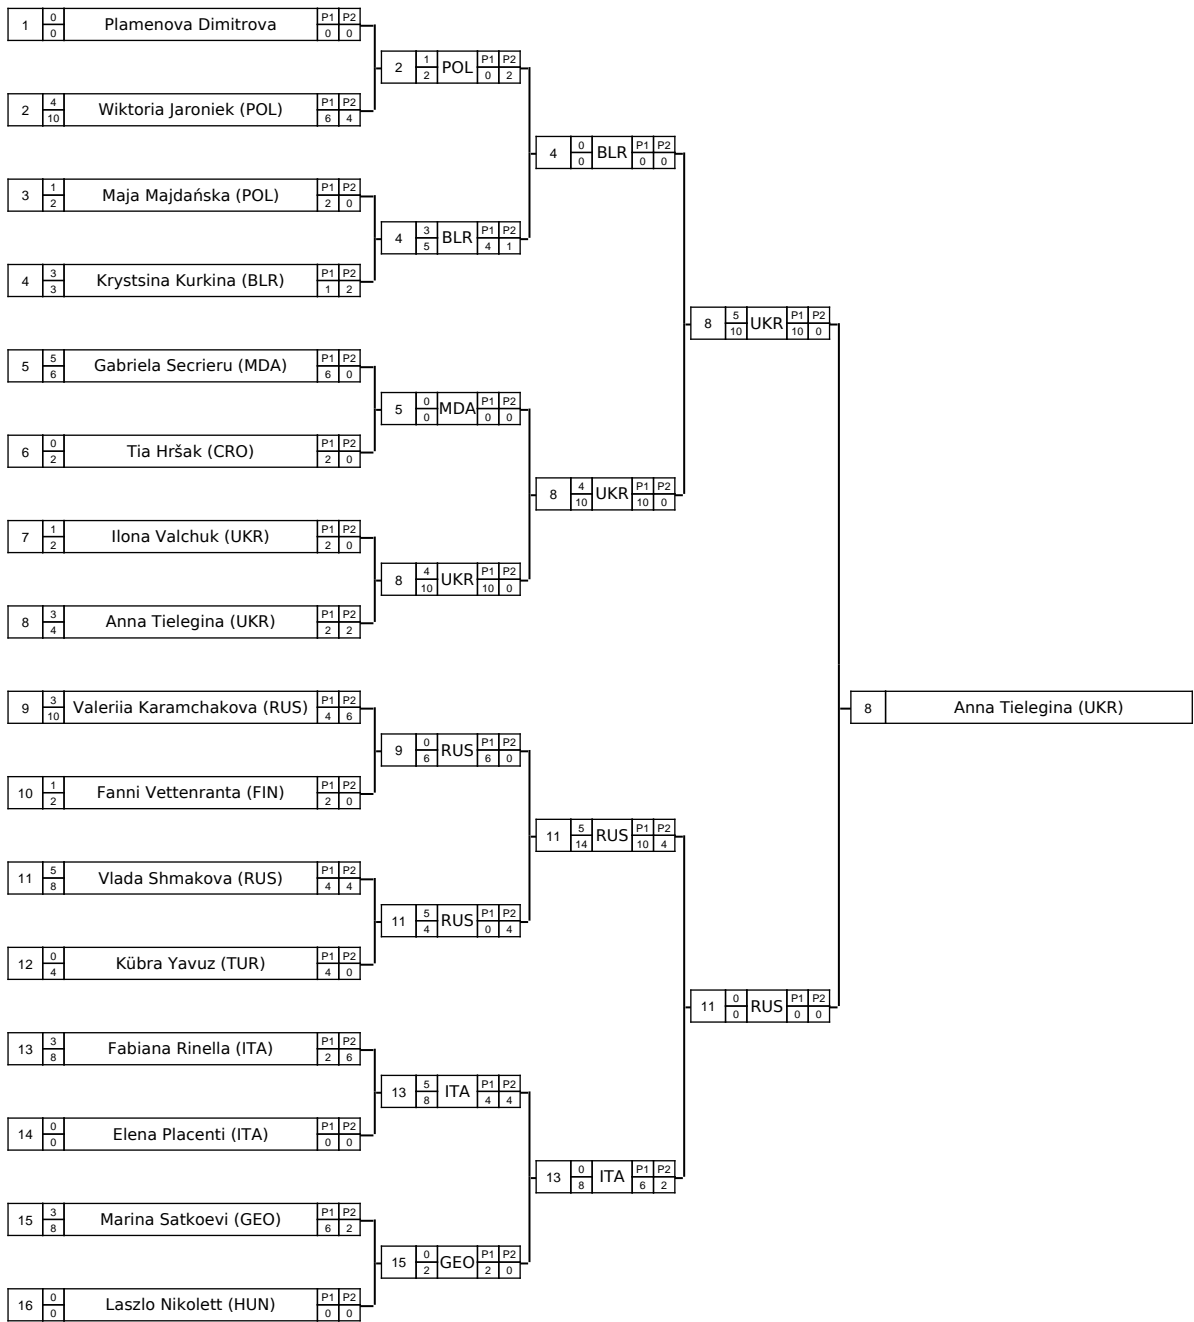 1 0 0 Plamenova Dimitrova P1 P2 0 0
2 1 2 POL P1 P2 0 2
2 4 10 Wiktoria Jaroniek (POL) P1 P2 6 4
4 0 0 BLR P1 P2 0 0
3 1 2 Maja Majdańska (POL) P1 P2 2 0
4 3 5 BLR P1 P2 4 1
4 3 3 Krystsina Kurkina (BLR) P1 P2 1 2
8 5 10 UKR P1 P2 10 0
5 5 6 Gabriela Secrieru (MDA) P1 P2 6 0
5 0 0 MDA P1 P2 0 0
6 0 2 Tia Hršak (CRO) P1 P2 2 0
8 4 10 UKR P1 P2 10 0
7 1 2 Ilona Valchuk (UKR) P1 P2 2 0
8 4 10 UKR P1 P2 10 0
8 3 4 Anna Tielegina (UKR) P1 P2 2 2
9 3 10 Valeriia Karamchakova (RUS) P1 P2 4 6
8 Anna Tielegina (UKR)
9 0 6 RUS P1 P2 6 0
10 1 2 Fanni Vettenranta (FIN) P1 P2 2 0
11 5 14 RUS P1 P2 10 4
11 5 8 Vlada Shmakova (RUS) P1 P2 4 4
11 5 4 RUS P1 P2 0 4
12 0 4 Kübra Yavuz (TUR) P1 P2 4 0
11 0 0 RUS P1 P2 0 0
13 3 8 Fabiana Rinella (ITA) P1 P2 2 6
13 5 8 ITA P1 P2 4 4
14 0 0 Elena Placenti (ITA) P1 P2 0 0
13 0 8 ITA P1 P2 6 2
15 3 8 Marina Satkoevi (GEO) P1 P2 6 2
15 0 2 GEO P1 P2 2 0
16 0 0 Laszlo Nikolett (HUN) P1 P2 0 0